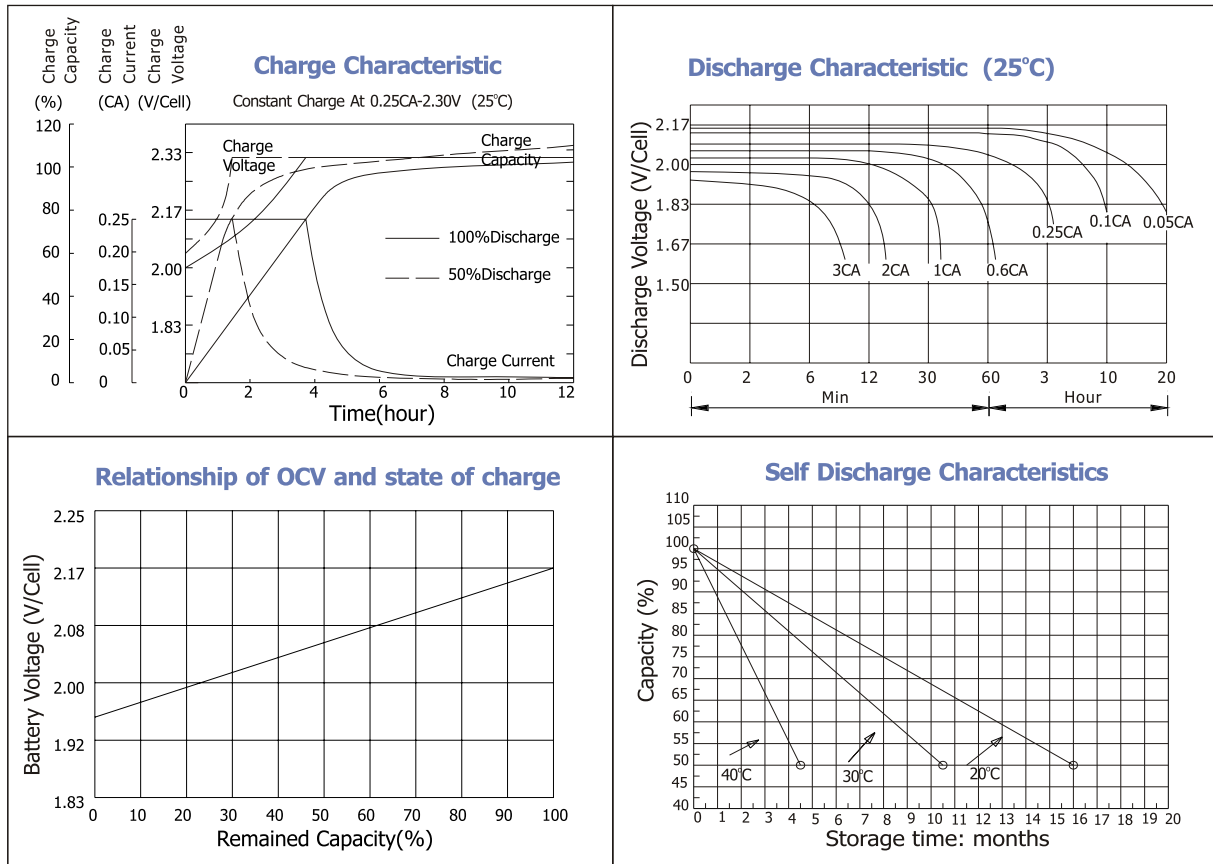 Charge Capacity
Charge Current
Charge Voltage
(%)
(CA)
(V/Cell)
Charge Characteristic
Constant Charge At 0.25CA-2.30V (25°C)
120
100
80
60
40
20
0
0.25
0.20
0.15
0.10
0.05
0
2.33
2.17
2.00
1.83
Charge Voltage
Charge Capacity
100%Discharge
50%Discharge
Charge Current
0 2 4 6 8 10 12
Time(hour)
Discharge Characteristic (25°C)
Discharge Voltage (V/Cell)
2.17
2.00
1.83
1.67
1.50
3CA 2CA 1CA 0.6CA 0.25CA 0.1CA 0.05CA
0 2 6 12 30 60 3 10 20
Min Hour
Relationship of OCV and state of charge
Battery Voltage (V/Cell)
2.25
2.17
2.08
2.00
1.92
1.83
0 10 20 30 40 50 60 70 80 90 100
Remained Capacity(%)
Self Discharge Characteristics
Capacity (%)
110
105
100
95
90
85
80
75
70
65
60
55
50
45
40
40°C 30°C 20°C
0 1 2 3 4 5 6 7 8 9 10 11 12 13 14 15 16 17 18 19 20
Storage time: months